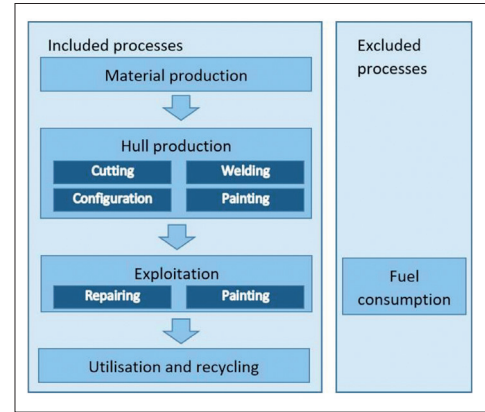 Included processes
Material production
Hull production
Cutting
Welding
Configuration
Painting
Exploitation
Repairing
Painting
Utilisation and recycling
Excluded
processes
Fuel
consumption